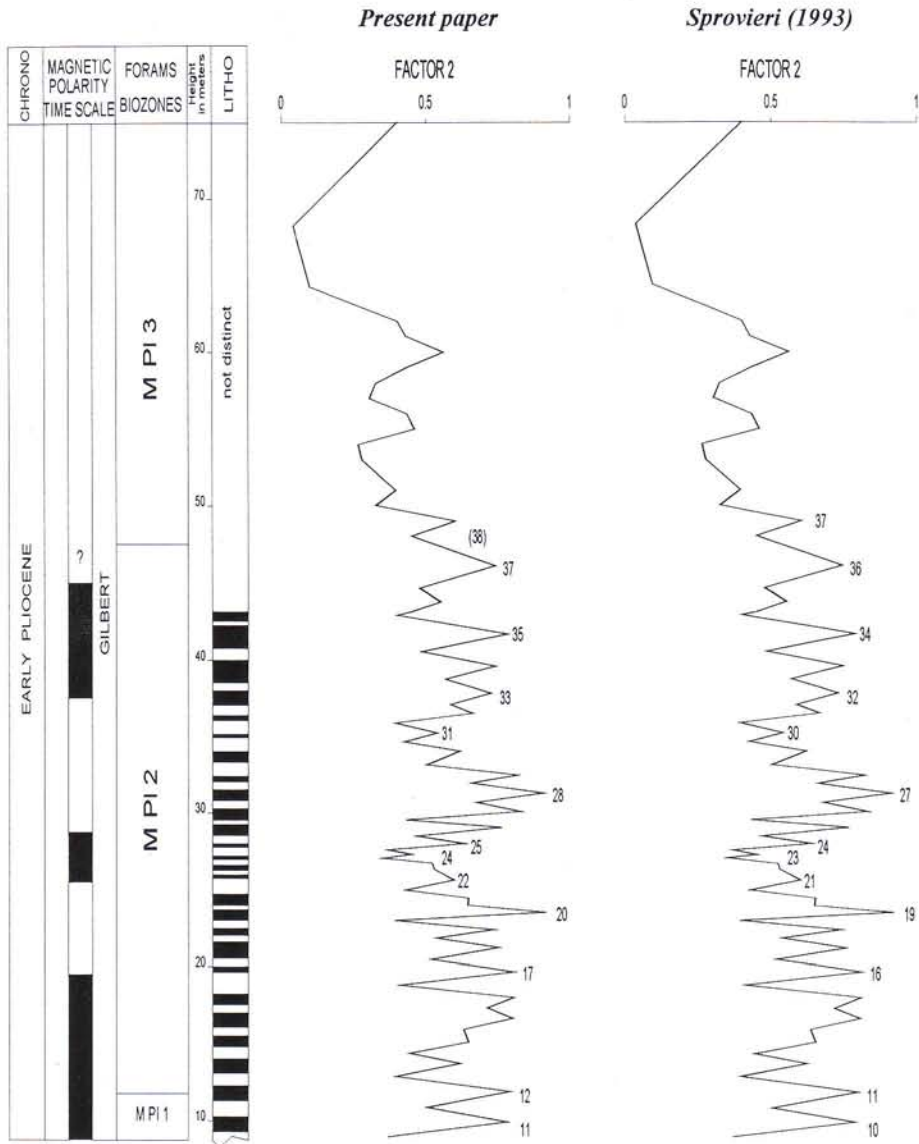 Present paper
Sprovieri (1993)
CHRONO
MAGNETIC
POLARITY
TIME SCALE
FORAMS
BIOZONES
Height
in meters
LITHO
FACTOR 2
0 0.5 1
FACTOR 2
0 0.5 1
EARLY PLIOCENE
GILBERT
?
M Pl 3
M Pl 2
M Pl 1
70
60
50
40
30
20
10
not distinct
(38)
37
35
33
31
28
25
24
22
20
17
12
11
37
36
34
32
30
27
24
23
21
19
16
11
10